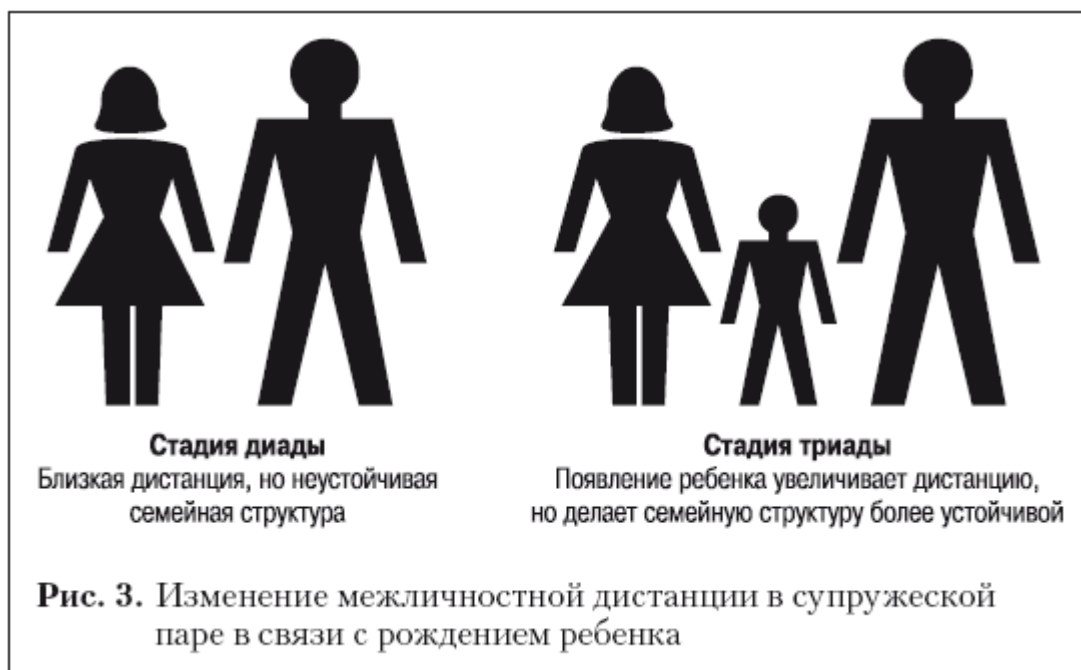 Стадия диады
Близкая дистанция, но неустойчивая
семейная структура
Стадия триады
Появление ребенка увеличивает дистанцию,
но делает семейную структуру более устойчивой
Рис. 3. Изменение межличностной дистанции в супружеской
паре в связи с рождением ребенка